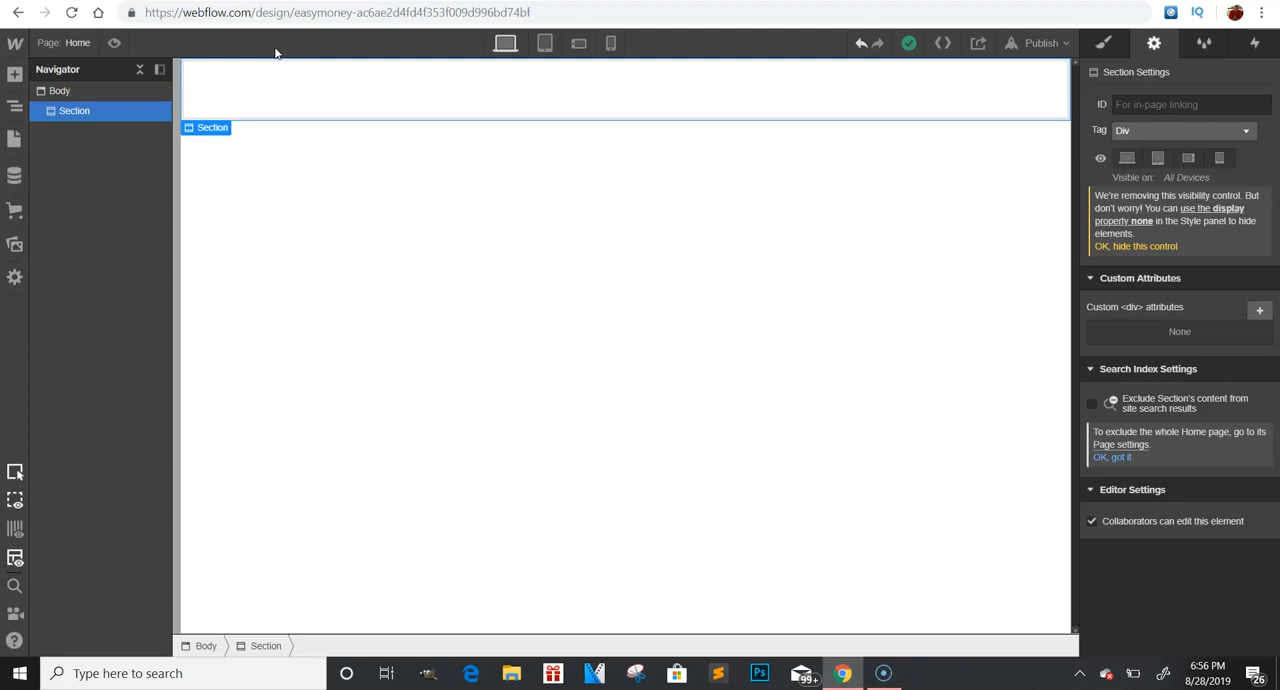 https://webflow.com/design/easymoney-ac6ae2d4fd4f353f009d996bd74bf
IQ
Page: Home
Publish
Navigator
Body
Section
Section
Section Settings
ID For in-page linking
Tag Div
Visible on: All Devices
We're removing this visibility control. But
don't worry! You can use the display
property none in the Style panel to hide
elements.
OK, hide this control
Custom Attributes
Custom <div> attributes
+
None
Search Index Settings
Exclude Section's content from
site search results
To exclude the whole Home page, go to its
Page settings.
OK, got it
Editor Settings
Collaborators can edit this element
Body Section
Type here to search
Ps
99+
6:56 PM
8/28/2019
26